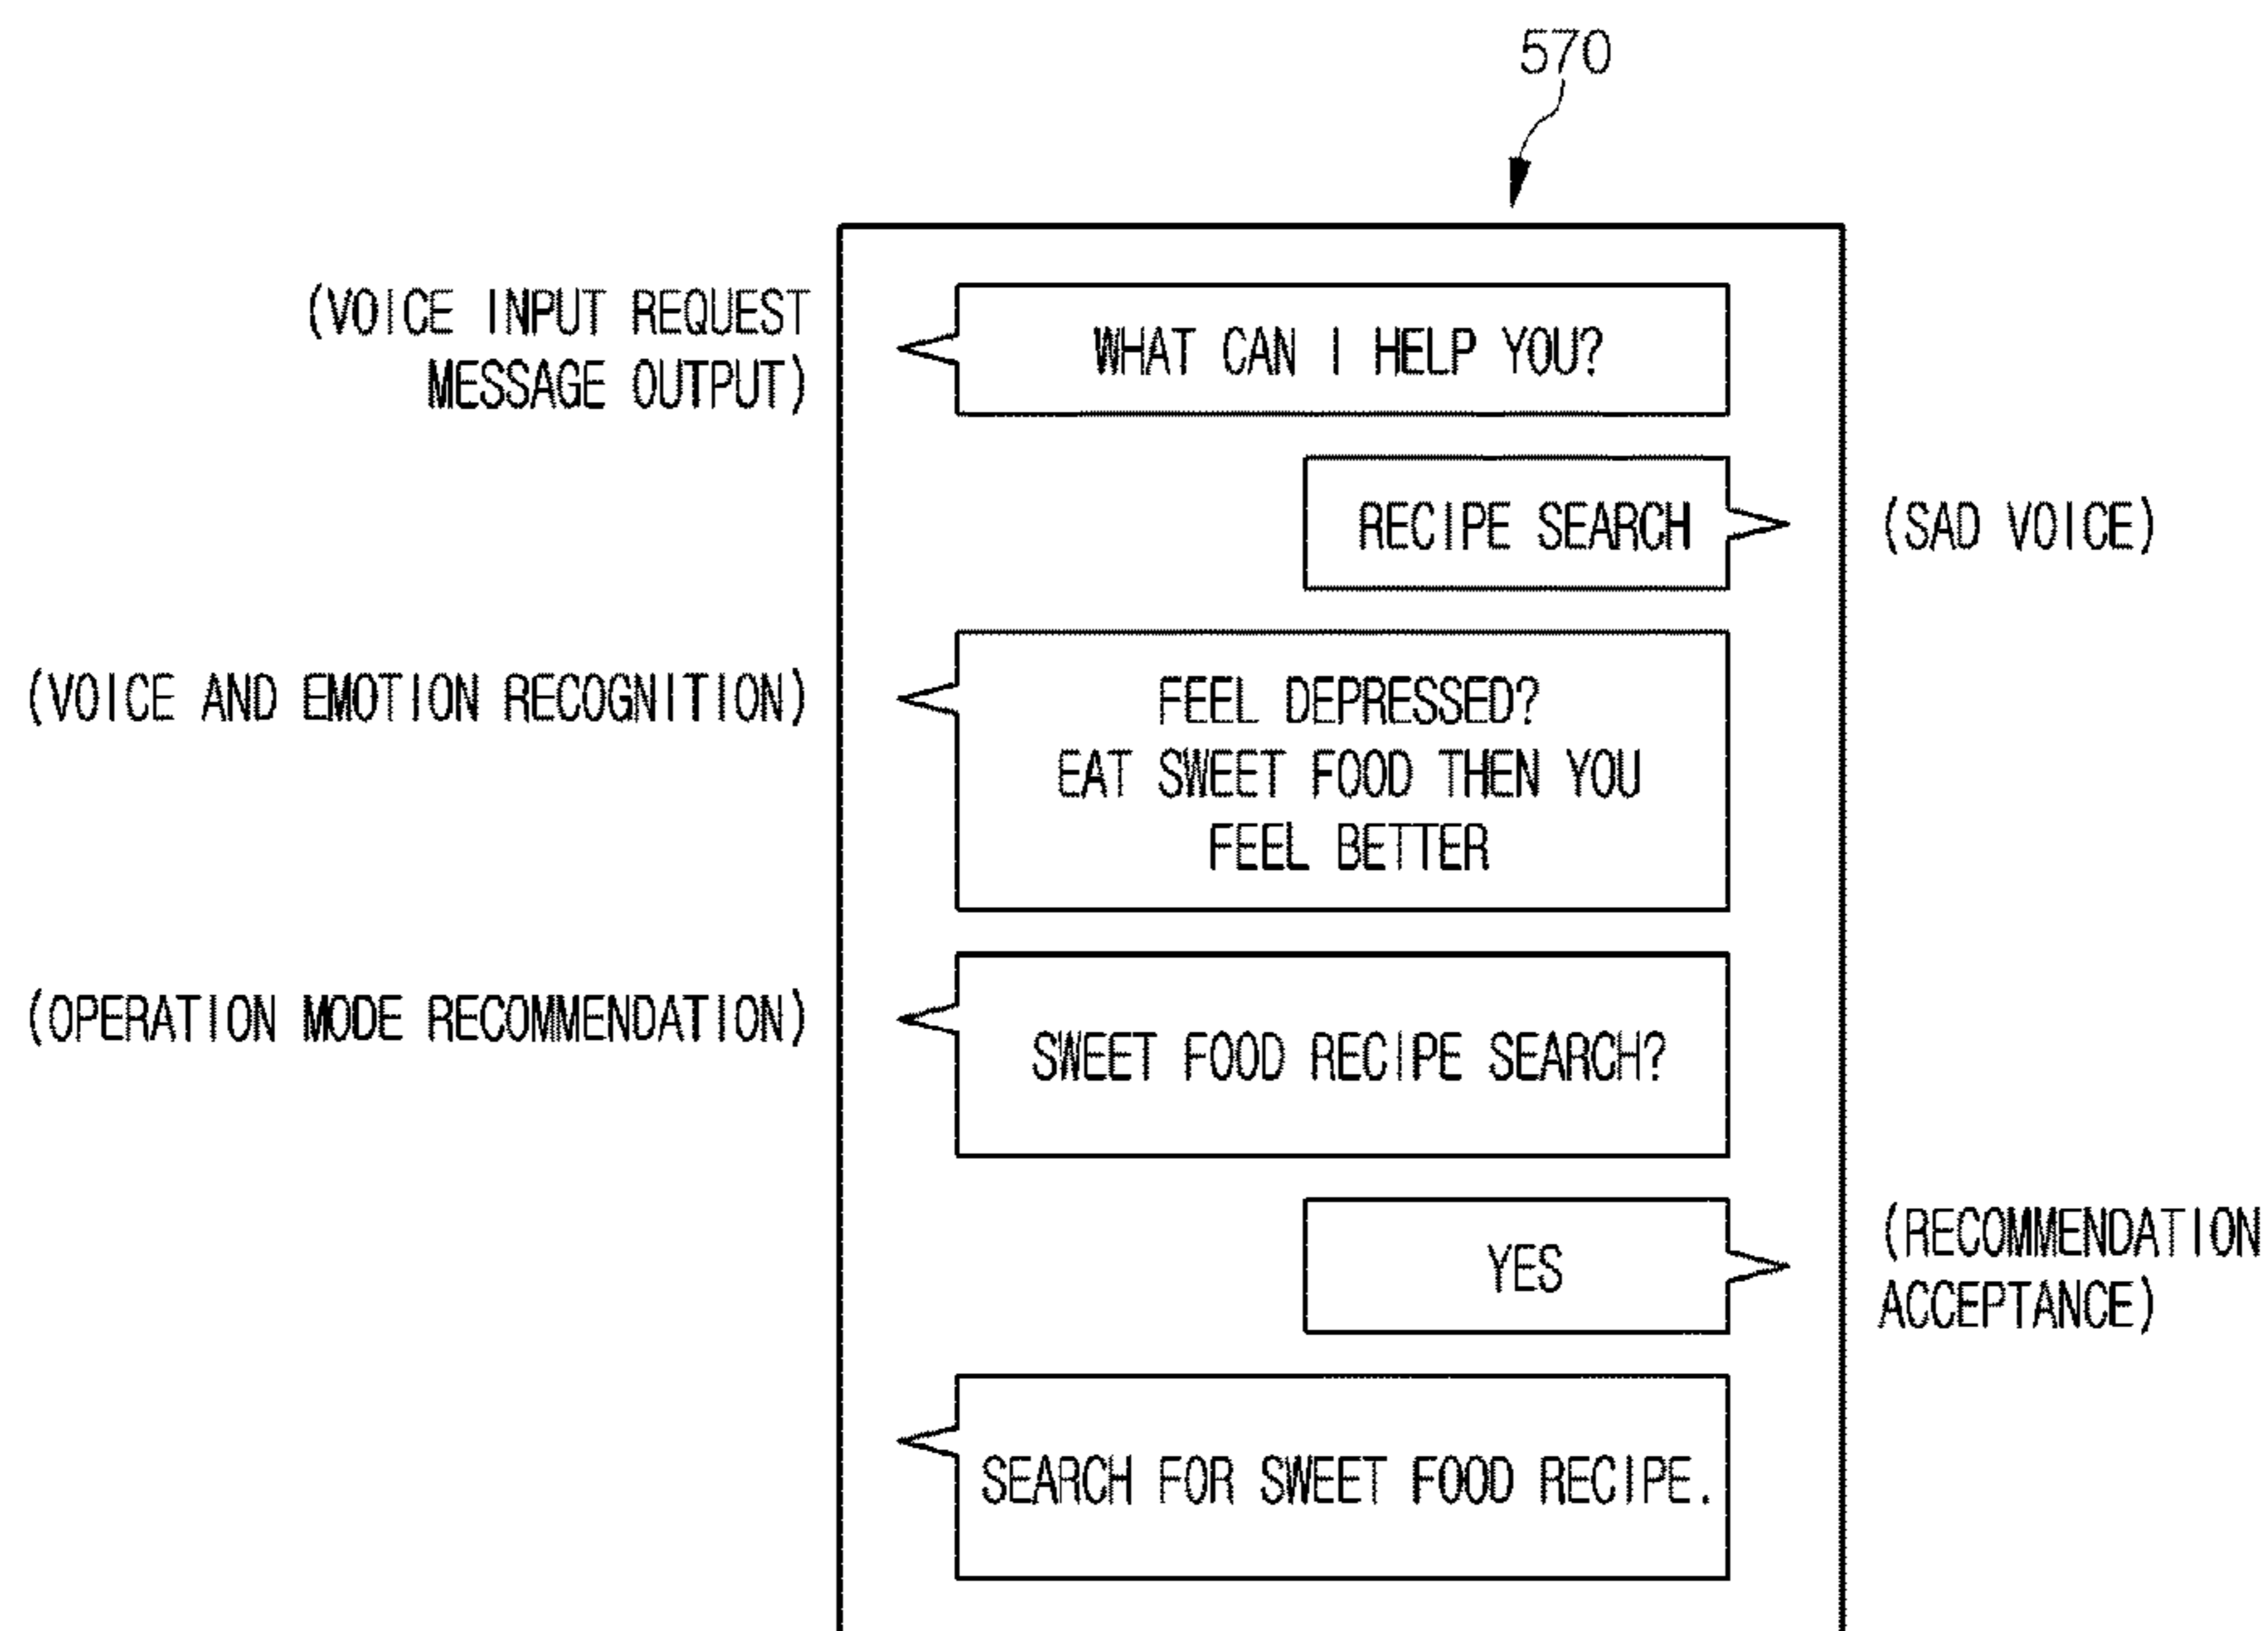 570
(VOICE INPUT REQUEST
MESSAGE OUTPUT)
WHAT CAN I HELP YOU?
RECIPE SEARCH
(SAD VOICE)
(VOICE AND EMOTION RECOGNITION)
FEEL DEPRESSED?
EAT SWEET FOOD THEN YOU
FEEL BETTER
(OPERATION MODE RECOMMENDATION)
SWEET FOOD RECIPE SEARCH?
YES
(RECOMMENDATION
ACCEPTANCE)
SEARCH FOR SWEET FOOD RECIPE.